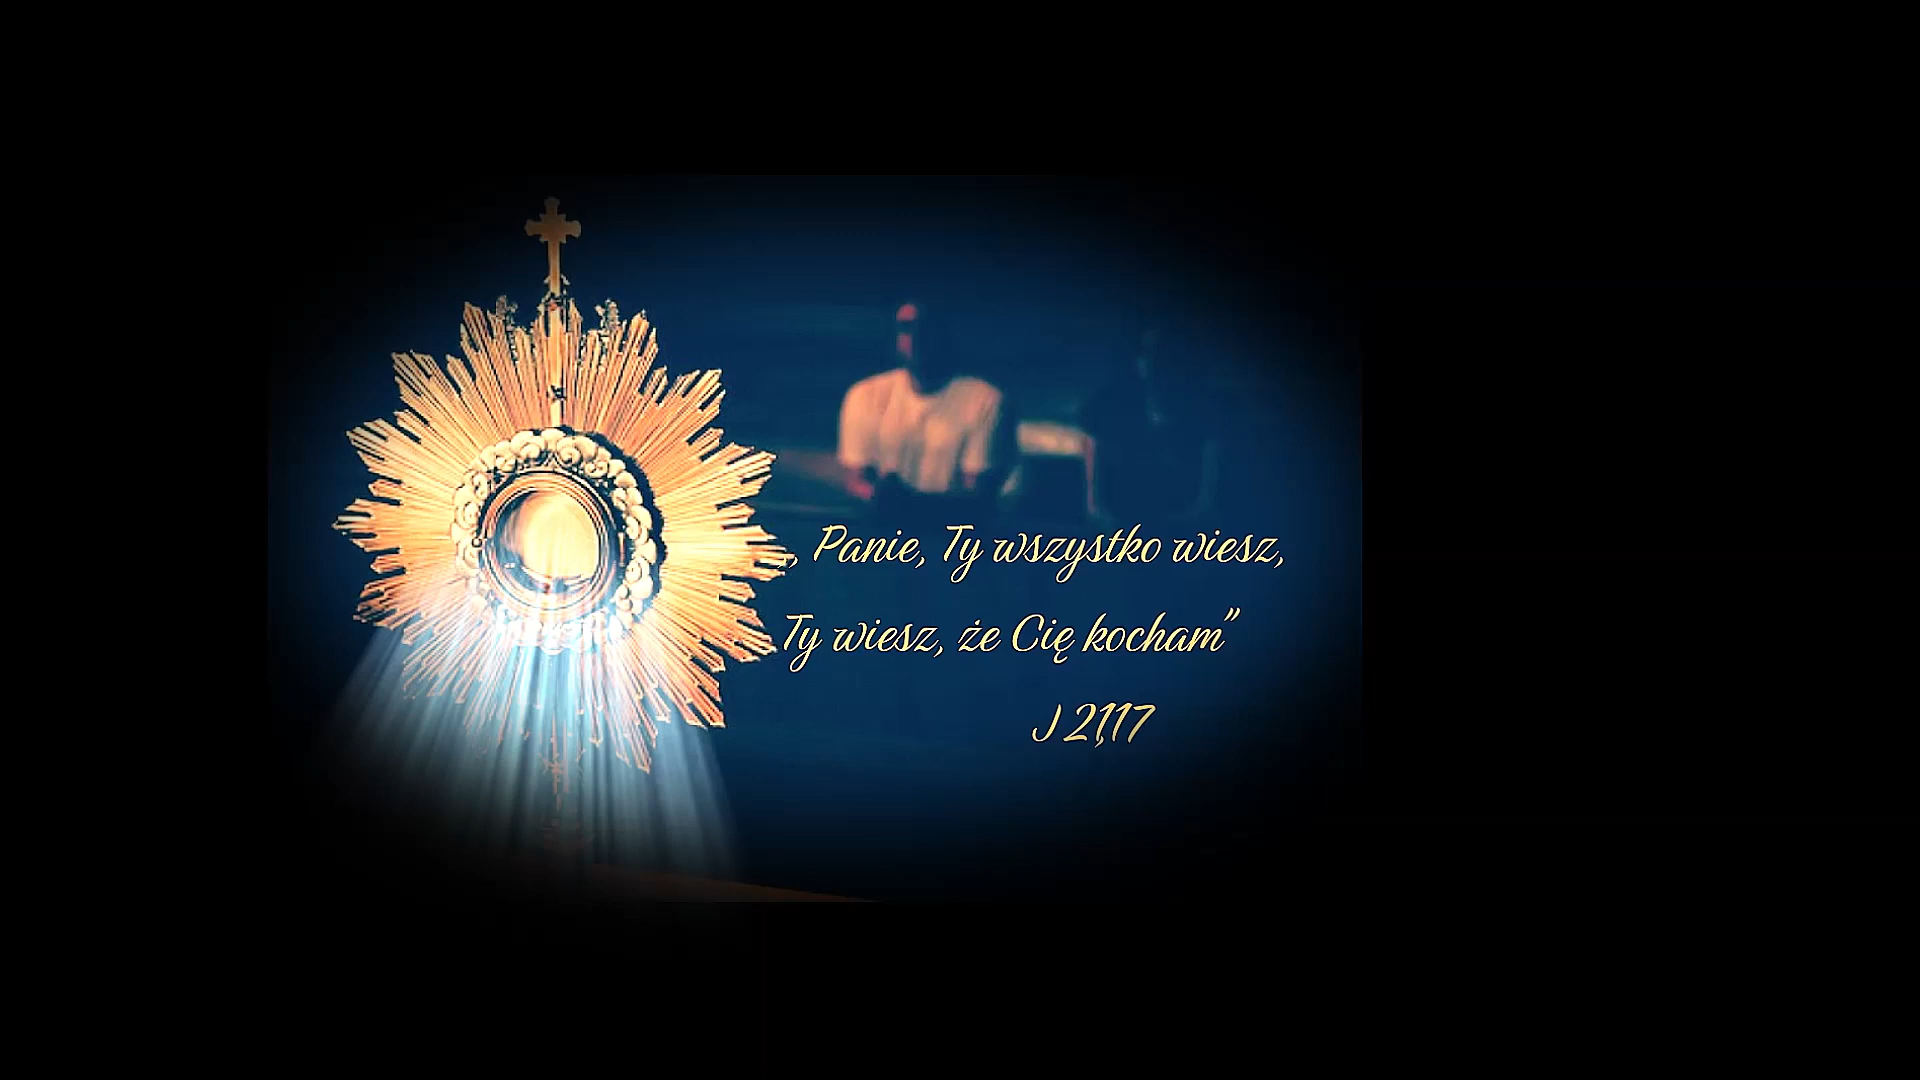 „ Panie, Ty wszystko wiesz,
Ty wiesz, że Cię kocham”
J 21,17